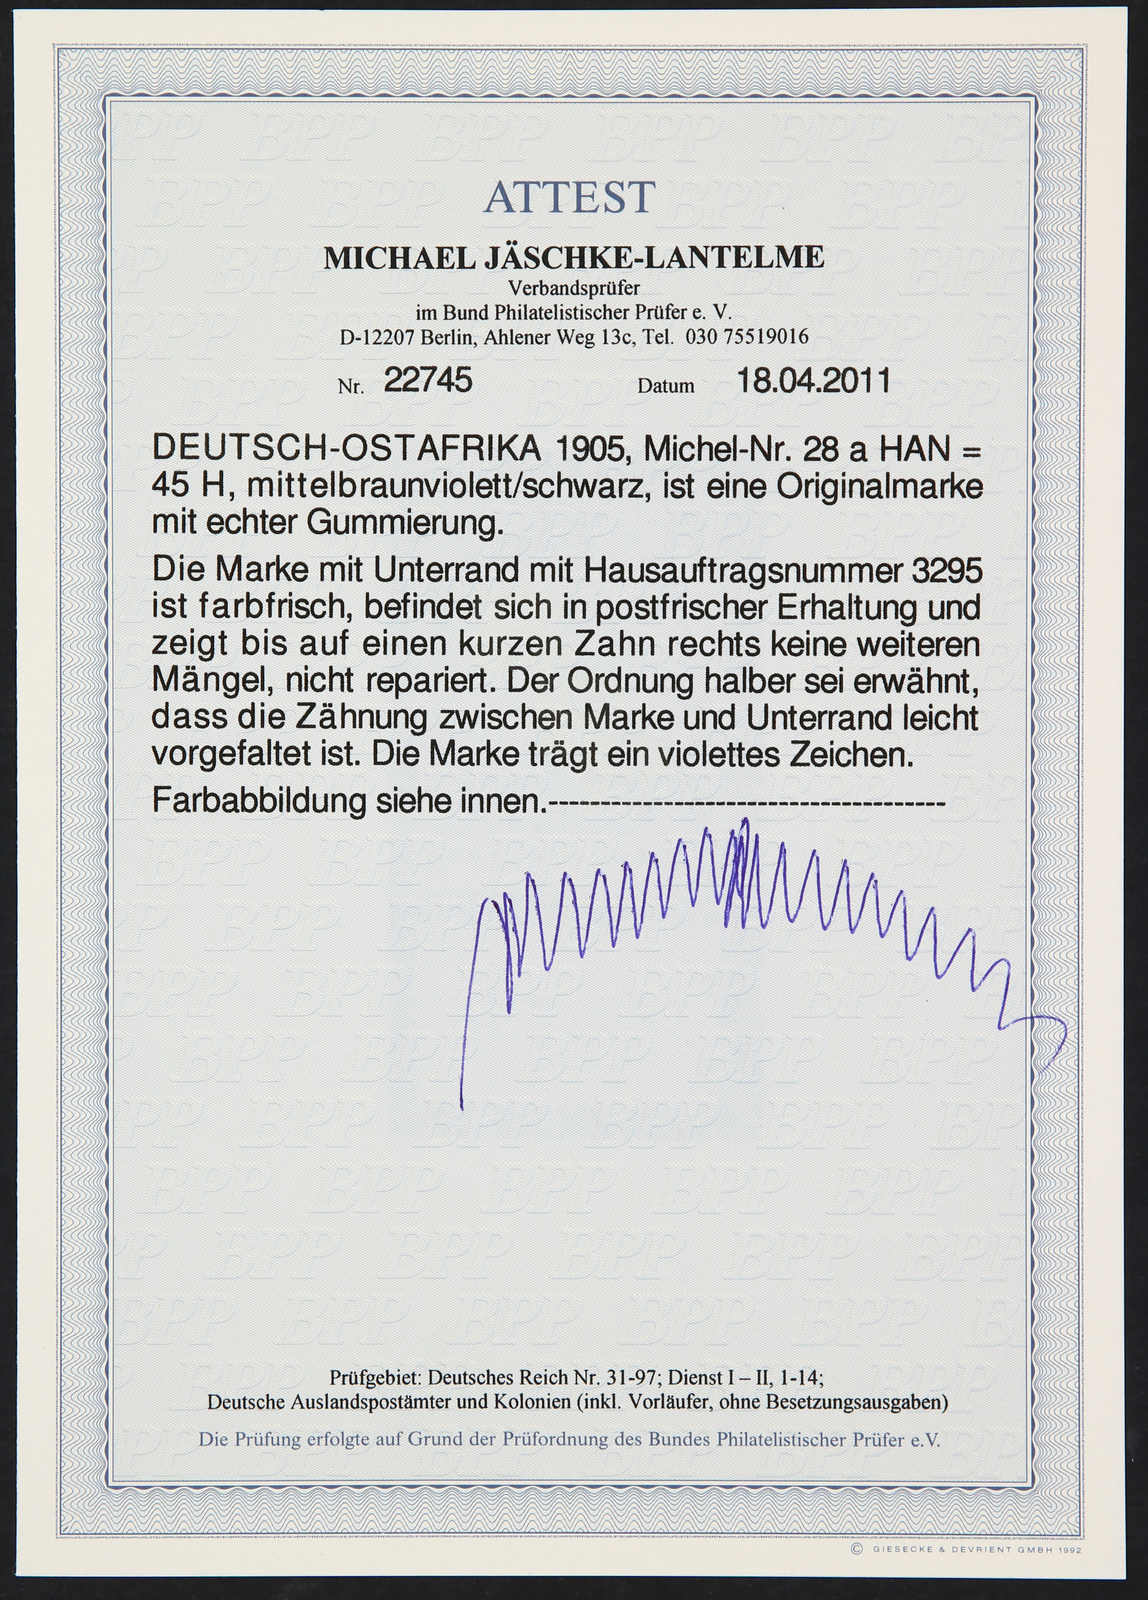 ATTEST
MICHAEL JÄSCHKE-LANTELME
Verbandsprüfer
im Bund Philatelistischer Prüfer e. V.
D-12207 Berlin, Ahlener Weg 13c, Tel. 030 75519016
Nr. 22745 Datum 18.04.2011
DEUTSCH-OSTAFRIKA 1905, Michel-Nr. 28 a HAN =
45 H, mittelbraunviolett/schwarz, ist eine Originalmarke
mit echter Gummierung.
Die Marke mit Unterrand mit Hausauftragsnummer 3295
ist farbfrisch, befindet sich in postfrischer Erhaltung und
zeigt bis auf einen kurzen Zahn rechts keine weiteren
Mängel, nicht repariert. Der Ordnung halber sei erwähnt,
dass die Zähnung zwischen Marke und Unterrand leicht
vorgefaltet ist. Die Marke trägt ein violettes Zeichen.
Farbabbildung siehe innen.--------------------------------------
Prüfgebiet: Deutsches Reich Nr. 31-97; Dienst I – II, 1-14;
Deutsche Auslandspostämter und Kolonien (inkl. Vorläufer, ohne Besetzungsausgaben)
Die Prüfung erfolgte auf Grund der Prüfordnung des Bundes Philatelistischer Prüfer e.V.
© GIESECKE & DEVRIENT GMBH 1992